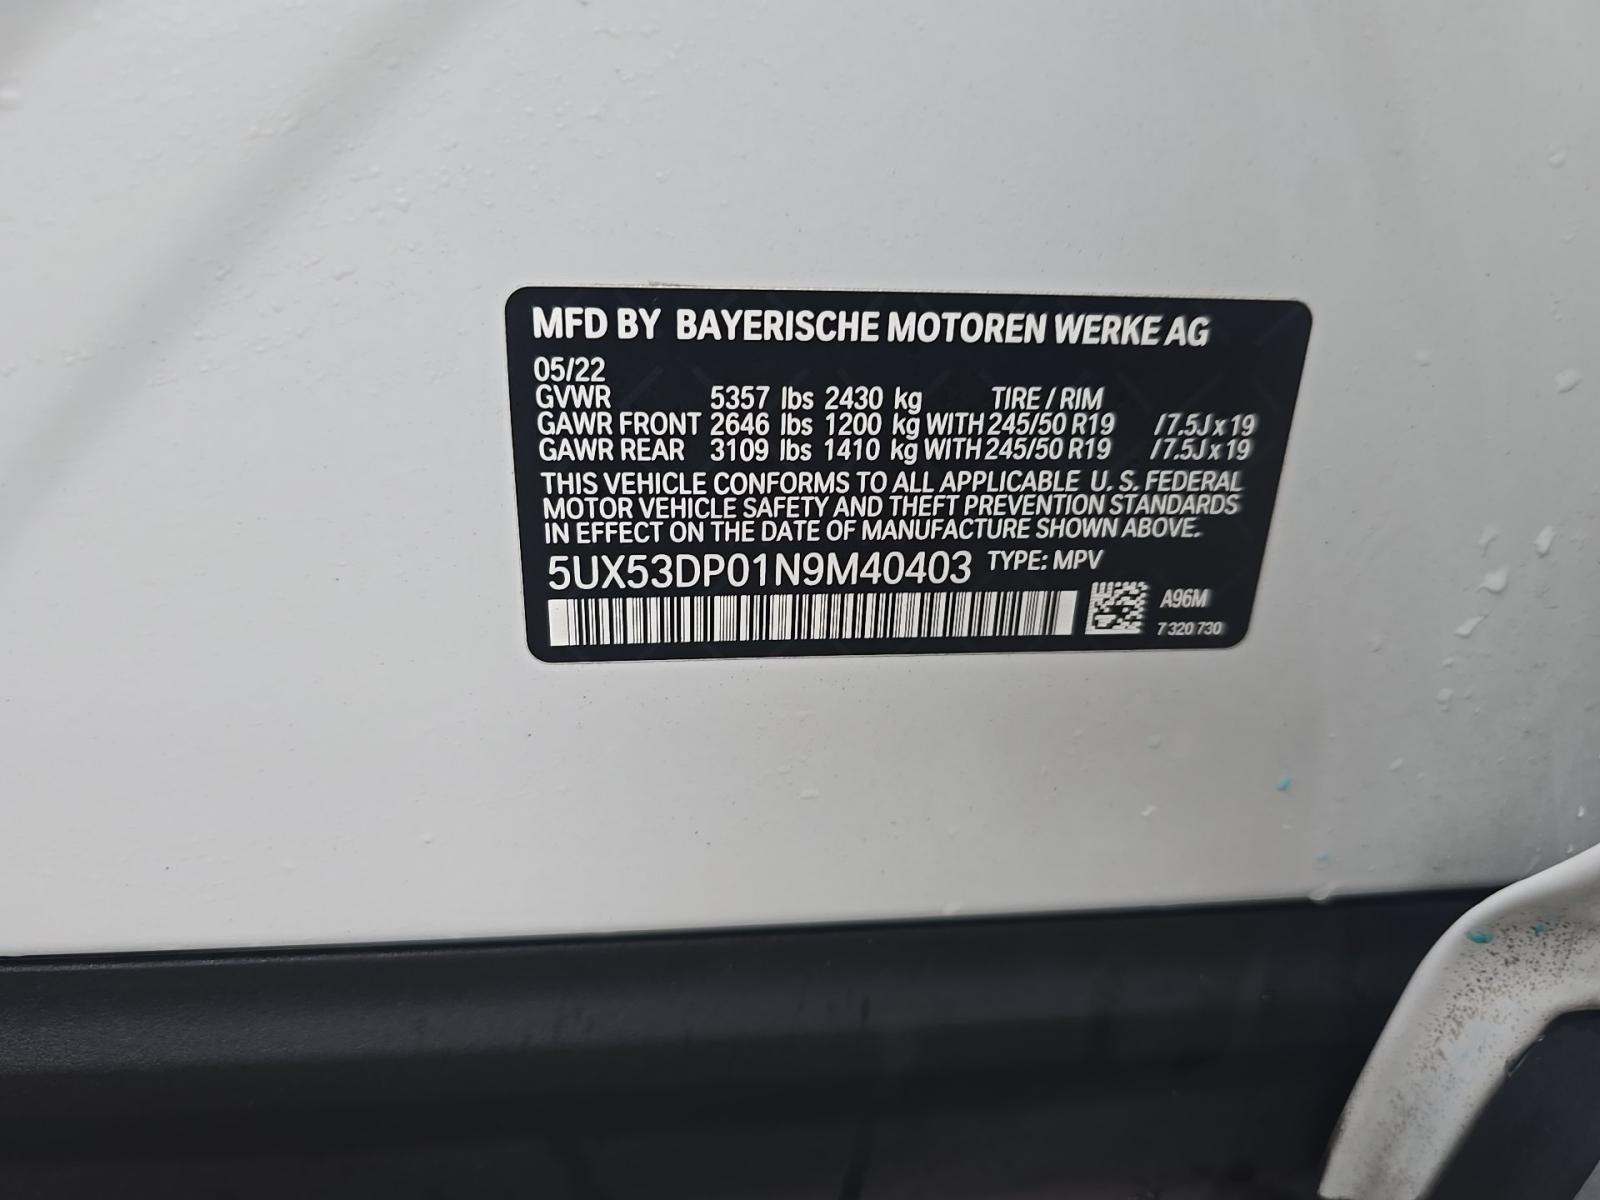 MFD BY BAYERISCHE MOTOREN WERKE AG
05/22
GVWR 5357 lbs 2430 kg TIRE / RIM
GAWR FRONT 2646 lbs 1200 kg WITH 245/50 R19 /7.5J x 19
GAWR REAR 3109 lbs 1410 kg WITH 245/50 R19 /7.5J x 19
THIS VEHICLE CONFORMS TO ALL APPLICABLE U. S. FEDERAL
MOTOR VEHICLE SAFETY AND THEFT PREVENTION STANDARDS
IN EFFECT ON THE DATE OF MANUFACTURE SHOWN ABOVE.
5UX53DP01N9M40403 TYPE: MPV
A96M
7 320 730